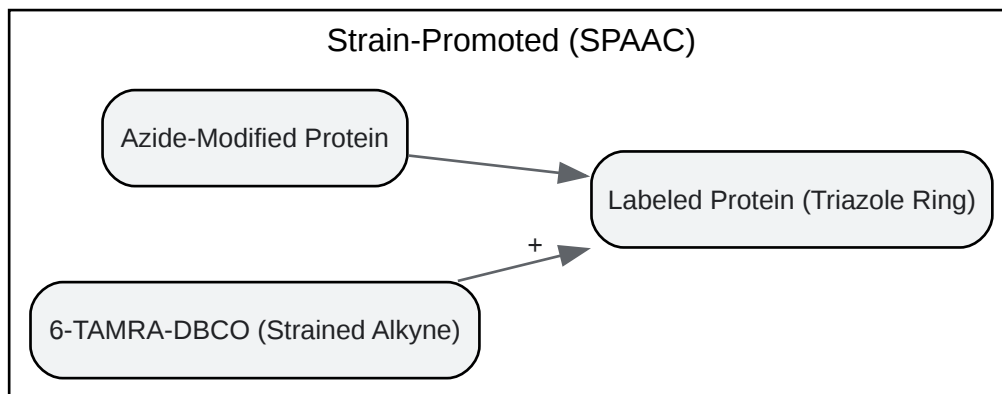 Strain-Promoted (SPAAC)
Azide-Modified Protein
Labeled Protein (Triazole Ring)
+
6-TAMRA-DBCO (Strained Alkyne)